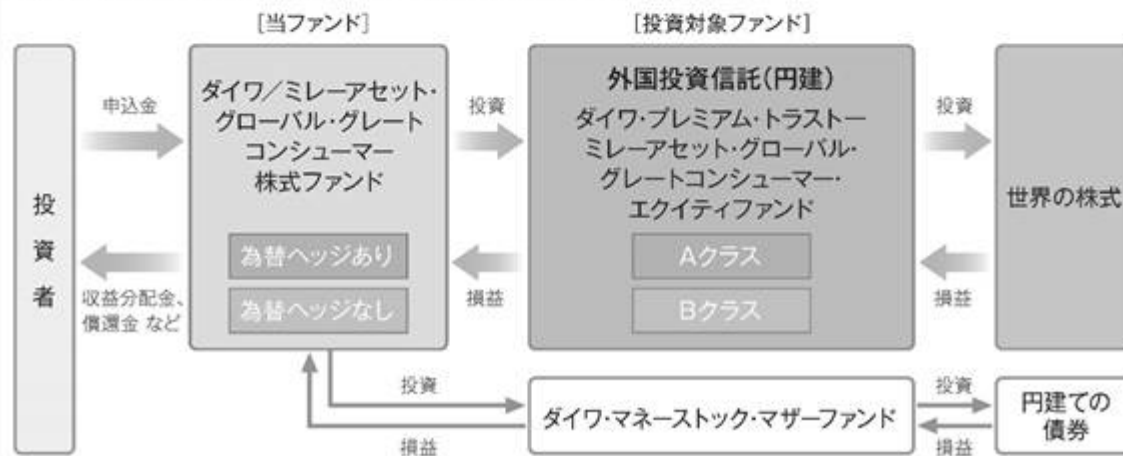 [当ファンド]
[投資対象ファンド]
投資者
申込金
収益分配金、
償還金 など
ダイワ／ミレーアセット・
グローバル・グレート
コンシューマー
株式ファンド
為替ヘッジあり
為替ヘッジなし
投資
損益
外国投資信託(円建)
ダイワ・プレミアム・トラストー
ミレーアセット・グローバル・
グレートコンシューマー・
エクイティファンド
Aクラス
Bクラス
投資
損益
世界の株式
投資
損益
ダイワ・マネーストック・マザーファンド
投資
損益
円建ての
債券